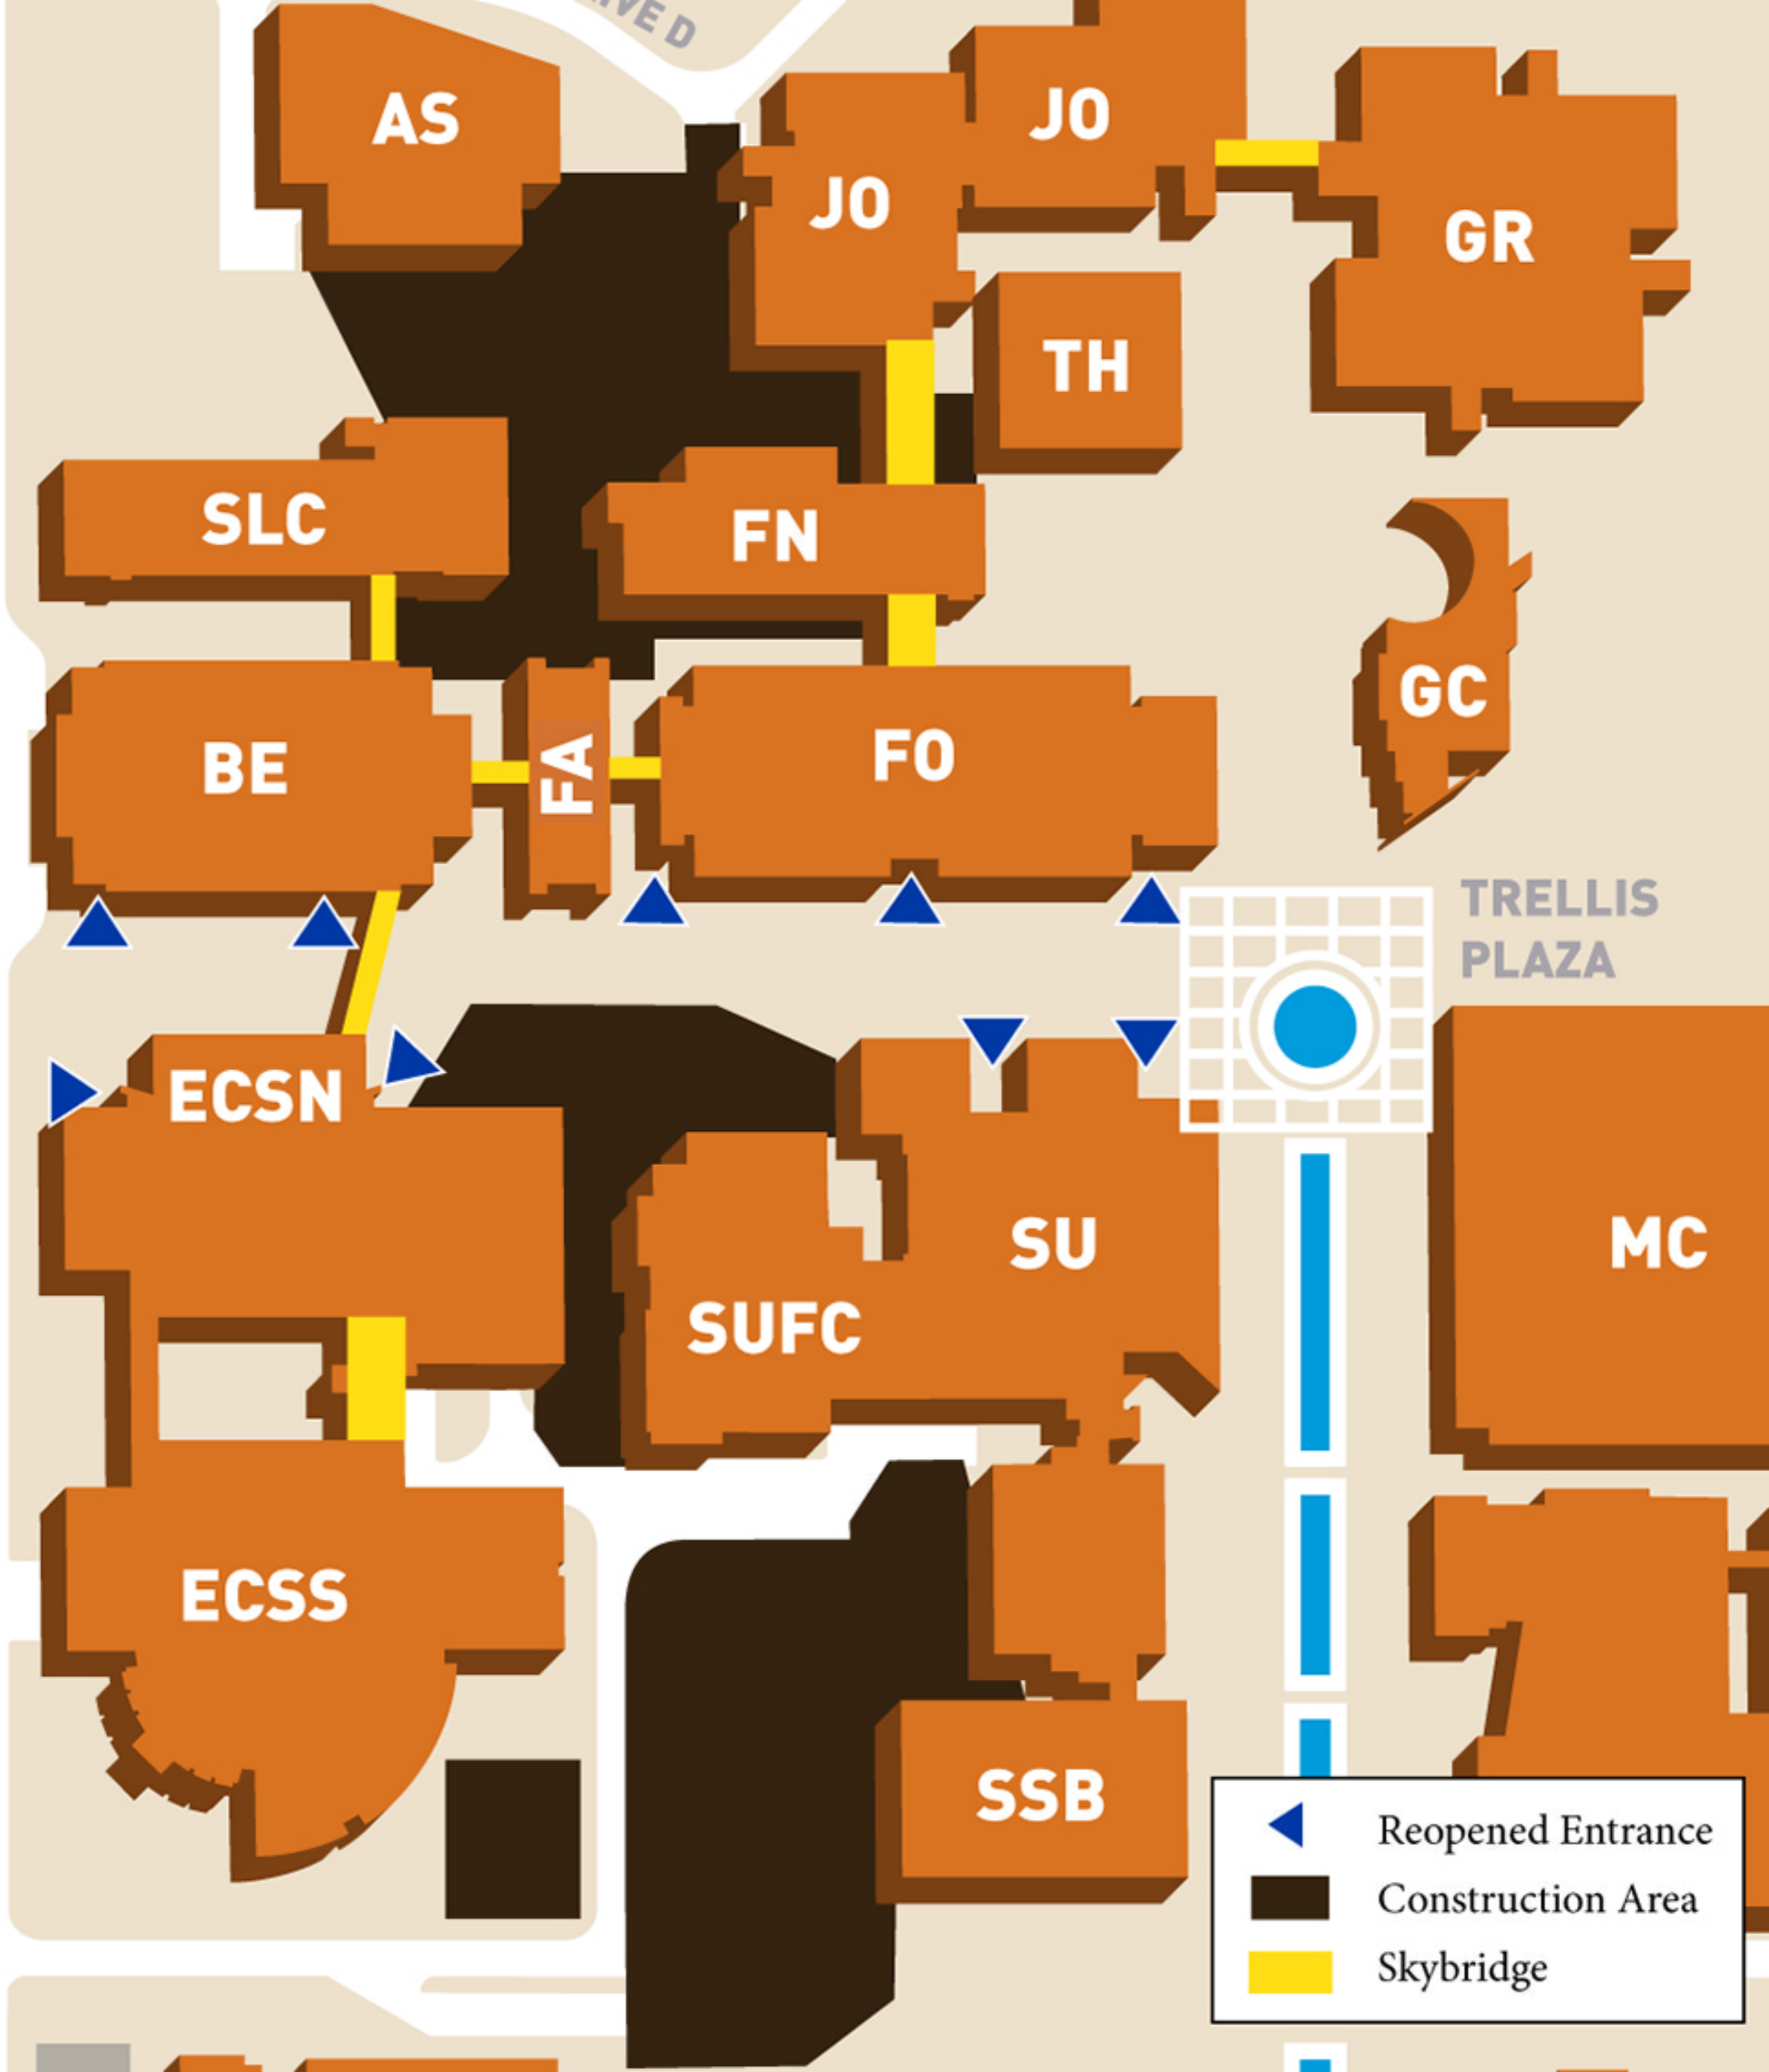 IVE D
AS
JO
JO
GR
TH
SLC
FN
GC
BE
FA
FO
TRELLIS
PLAZA
ECSN
SU
MC
SUFC
ECSS
SSB
Reopened Entrance
Construction Area
Skybridge